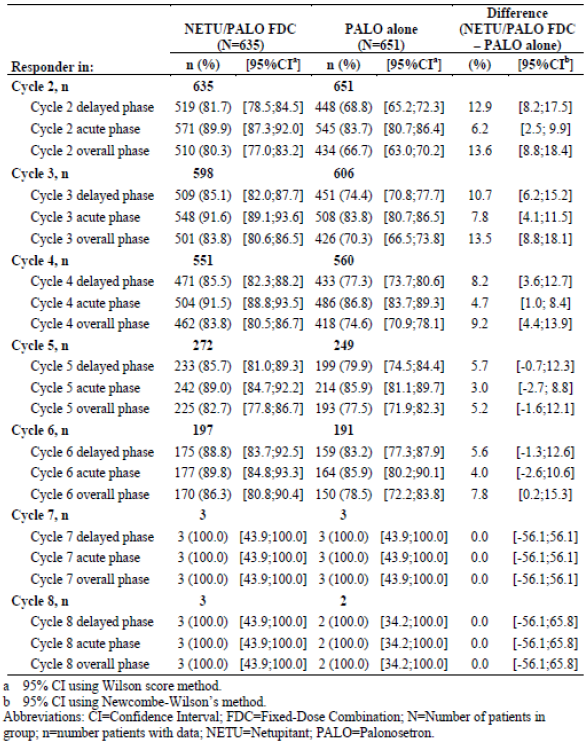 Difference
NETU/PALO FDC PALO alone (NETU/PALO FDC
(N=635) (N=651) – PALO alone)
Responder in: n (%) [95%CIa] n (%) [95%CIa] (%) [95%CIb]
Cycle 2, n 635 651
Cycle 2 delayed phase 519 (81.7) [78.5;84.5] 448 (68.8) [65.2;72.3] 12.9 [8.2;17.5]
Cycle 2 acute phase 571 (89.9) [87.3;92.0] 545 (83.7) [80.7;86.4] 6.2 [2.5; 9.9]
Cycle 2 overall phase 510 (80.3) [77.0;83.2] 434 (66.7) [63.0;70.2] 13.6 [8.8;18.4]
Cycle 3, n 598 606
Cycle 3 delayed phase 509 (85.1) [82.0;87.7] 451 (74.4) [70.8;77.7] 10.7 [6.2;15.2]
Cycle 3 acute phase 548 (91.6) [89.1;93.6] 508 (83.8) [80.7;86.5] 7.8 [4.1;11.5]
Cycle 3 overall phase 501 (83.8) [80.6;86.5] 426 (70.3) [66.5;73.8] 13.5 [8.8;18.1]
Cycle 4, n 551 560
Cycle 4 delayed phase 471 (85.5) [82.3;88.2] 433 (77.3) [73.7;80.6] 8.2 [3.6;12.7]
Cycle 4 acute phase 504 (91.5) [88.8;93.5] 486 (86.8) [83.7;89.3] 4.7 [1.0; 8.4]
Cycle 4 overall phase 462 (83.8) [80.5;86.7] 418 (74.6) [70.9;78.1] 9.2 [4.4;13.9]
Cycle 5, n 272 249
Cycle 5 delayed phase 233 (85.7) [81.0;89.3] 199 (79.9) [74.5;84.4] 5.7 [-0.7;12.3]
Cycle 5 acute phase 242 (89.0) [84.7;92.2] 214 (85.9) [81.1;89.7] 3.0 [-2.7; 8.8]
Cycle 5 overall phase 225 (82.7) [77.8;86.7] 193 (77.5) [71.9;82.3] 5.2 [-1.6;12.1]
Cycle 6, n 197 191
Cycle 6 delayed phase 175 (88.8) [83.7;92.5] 159 (83.2) [77.3;87.9] 5.6 [-1.3;12.6]
Cycle 6 acute phase 177 (89.8) [84.8;93.3] 164 (85.9) [80.2;90.1] 4.0 [-2.6;10.6]
Cycle 6 overall phase 170 (86.3) [80.8;90.4] 150 (78.5) [72.2;83.8] 7.8 [0.2;15.3]
Cycle 7, n 3 3
Cycle 7 delayed phase 3 (100.0) [43.9;100.0] 3 (100.0) [43.9;100.0] 0.0 [-56.1;56.1]
Cycle 7 acute phase 3 (100.0) [43.9;100.0] 3 (100.0) [43.9;100.0] 0.0 [-56.1;56.1]
Cycle 7 overall phase 3 (100.0) [43.9;100.0] 3 (100.0) [43.9;100.0] 0.0 [-56.1;56.1]
Cycle 8, n 3 2
Cycle 8 delayed phase 3 (100.0) [43.9;100.0] 2 (100.0) [34.2;100.0] 0.0 [-56.1;65.8]
Cycle 8 acute phase 3 (100.0) [43.9;100.0] 2 (100.0) [34.2;100.0] 0.0 [-56.1;65.8]
Cycle 8 overall phase 3 (100.0) [43.9;100.0] 2 (100.0) [34.2;100.0] 0.0 [-56.1;65.8]
a 95% CI using Wilson score method.
b 95% CI using Newcombe-Wilson's method.
Abbreviations: CI=Confidence Interval; FDC=Fixed-Dose Combination; N=Number of patients in
group; n=number patients with data; NETU=Netupitant; PALO=Palonosetron.